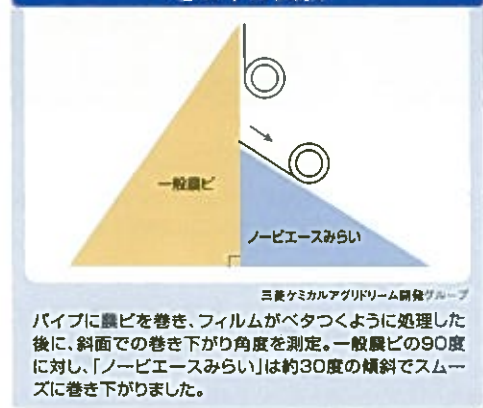 一般農ビ
ノービエースみらい
三菱ケミカルアグリドリーム開発グループ
パイプに農ビを巻き、フィルムがベタつくように処理した
後に、斜面での巻き下がり角度を測定。一般農ビの90度
に対し、「ノービエースみらい」は約30度の傾斜でスムー
ズに巻き下がりました。